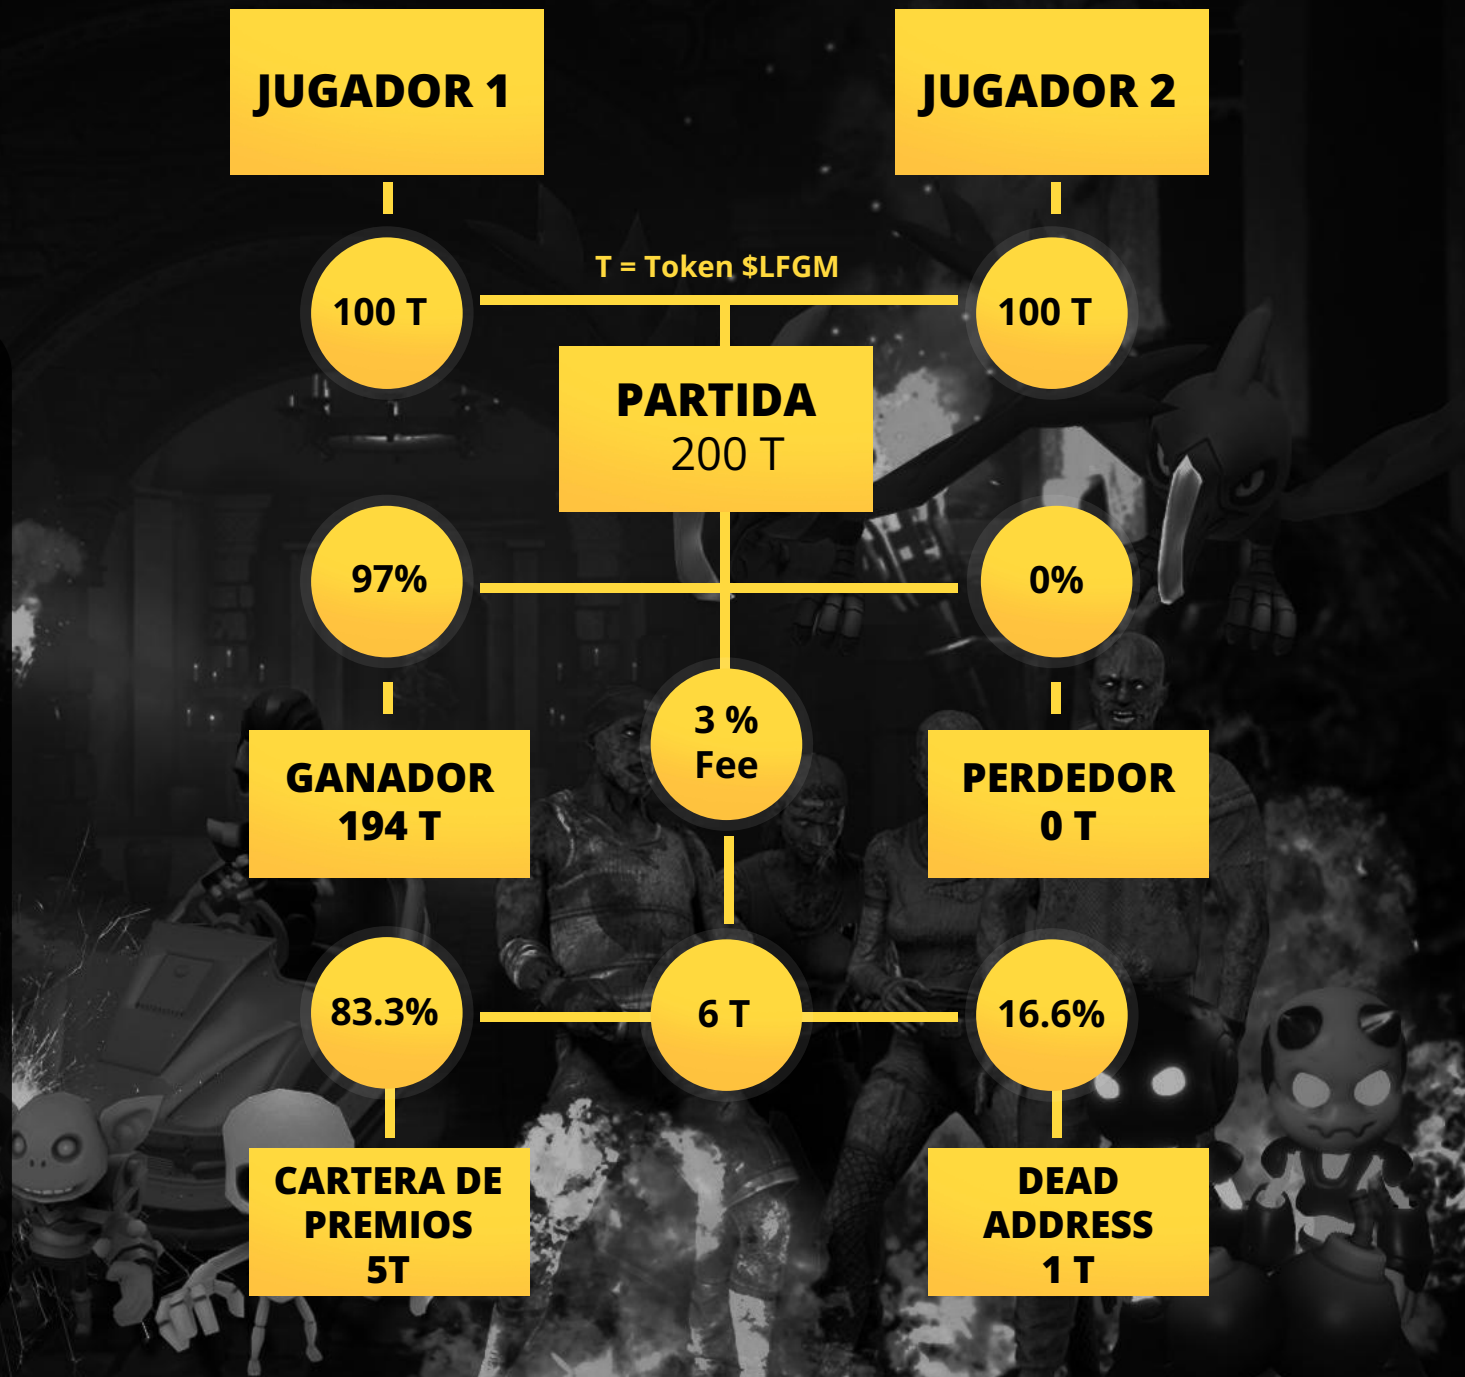 JUGADOR 1
JUGADOR 2
T = Token $LFGM
100 T
100 T
PARTIDA
200 T
97%
0%
3 %
Fee
GANADOR
194 T
PERDEDOR
0 T
83.3%
6 T
16.6%
CARTERA DE
PREMIOS
5T
DEAD
ADDRESS
1 T